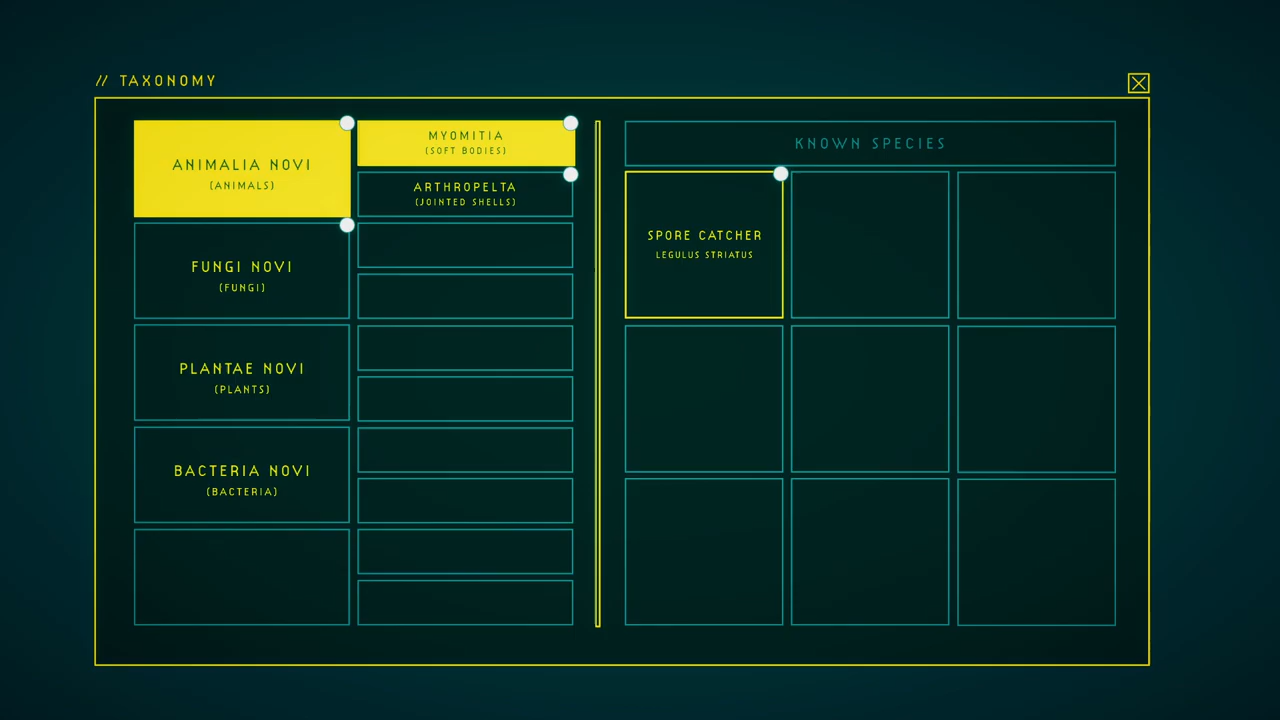 // TAXONOMY
ANIMALIA NOVI
(ANIMALS)
FUNGI NOVI
(FUNGI)
PLANTAE NOVI
(PLANTS)
BACTERIA NOVI
(BACTERIA)
MYOMITIA
(SOFT BODIES)
ARTHROPELTA
(JOINTED SHELLS)
KNOWN SPECIES
SPORE CATCHER
LEGULUS STRIATUS